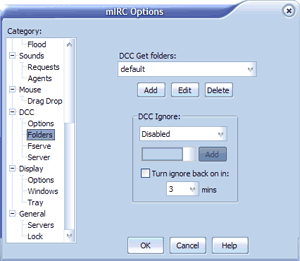 mIRC Options
Category:
Flood
Sounds
Requests
Agents
Mouse
Drag Drop
DCC
Options
Folders
Fserve
Server
Display
Options
Windows
Tray
General
Servers
Lock
DCC Get folders:
default
Add Edit Delete
DCC Ignore:
Disabled
Add
Turn ignore back on in:
3 mins
OK Cancel Help